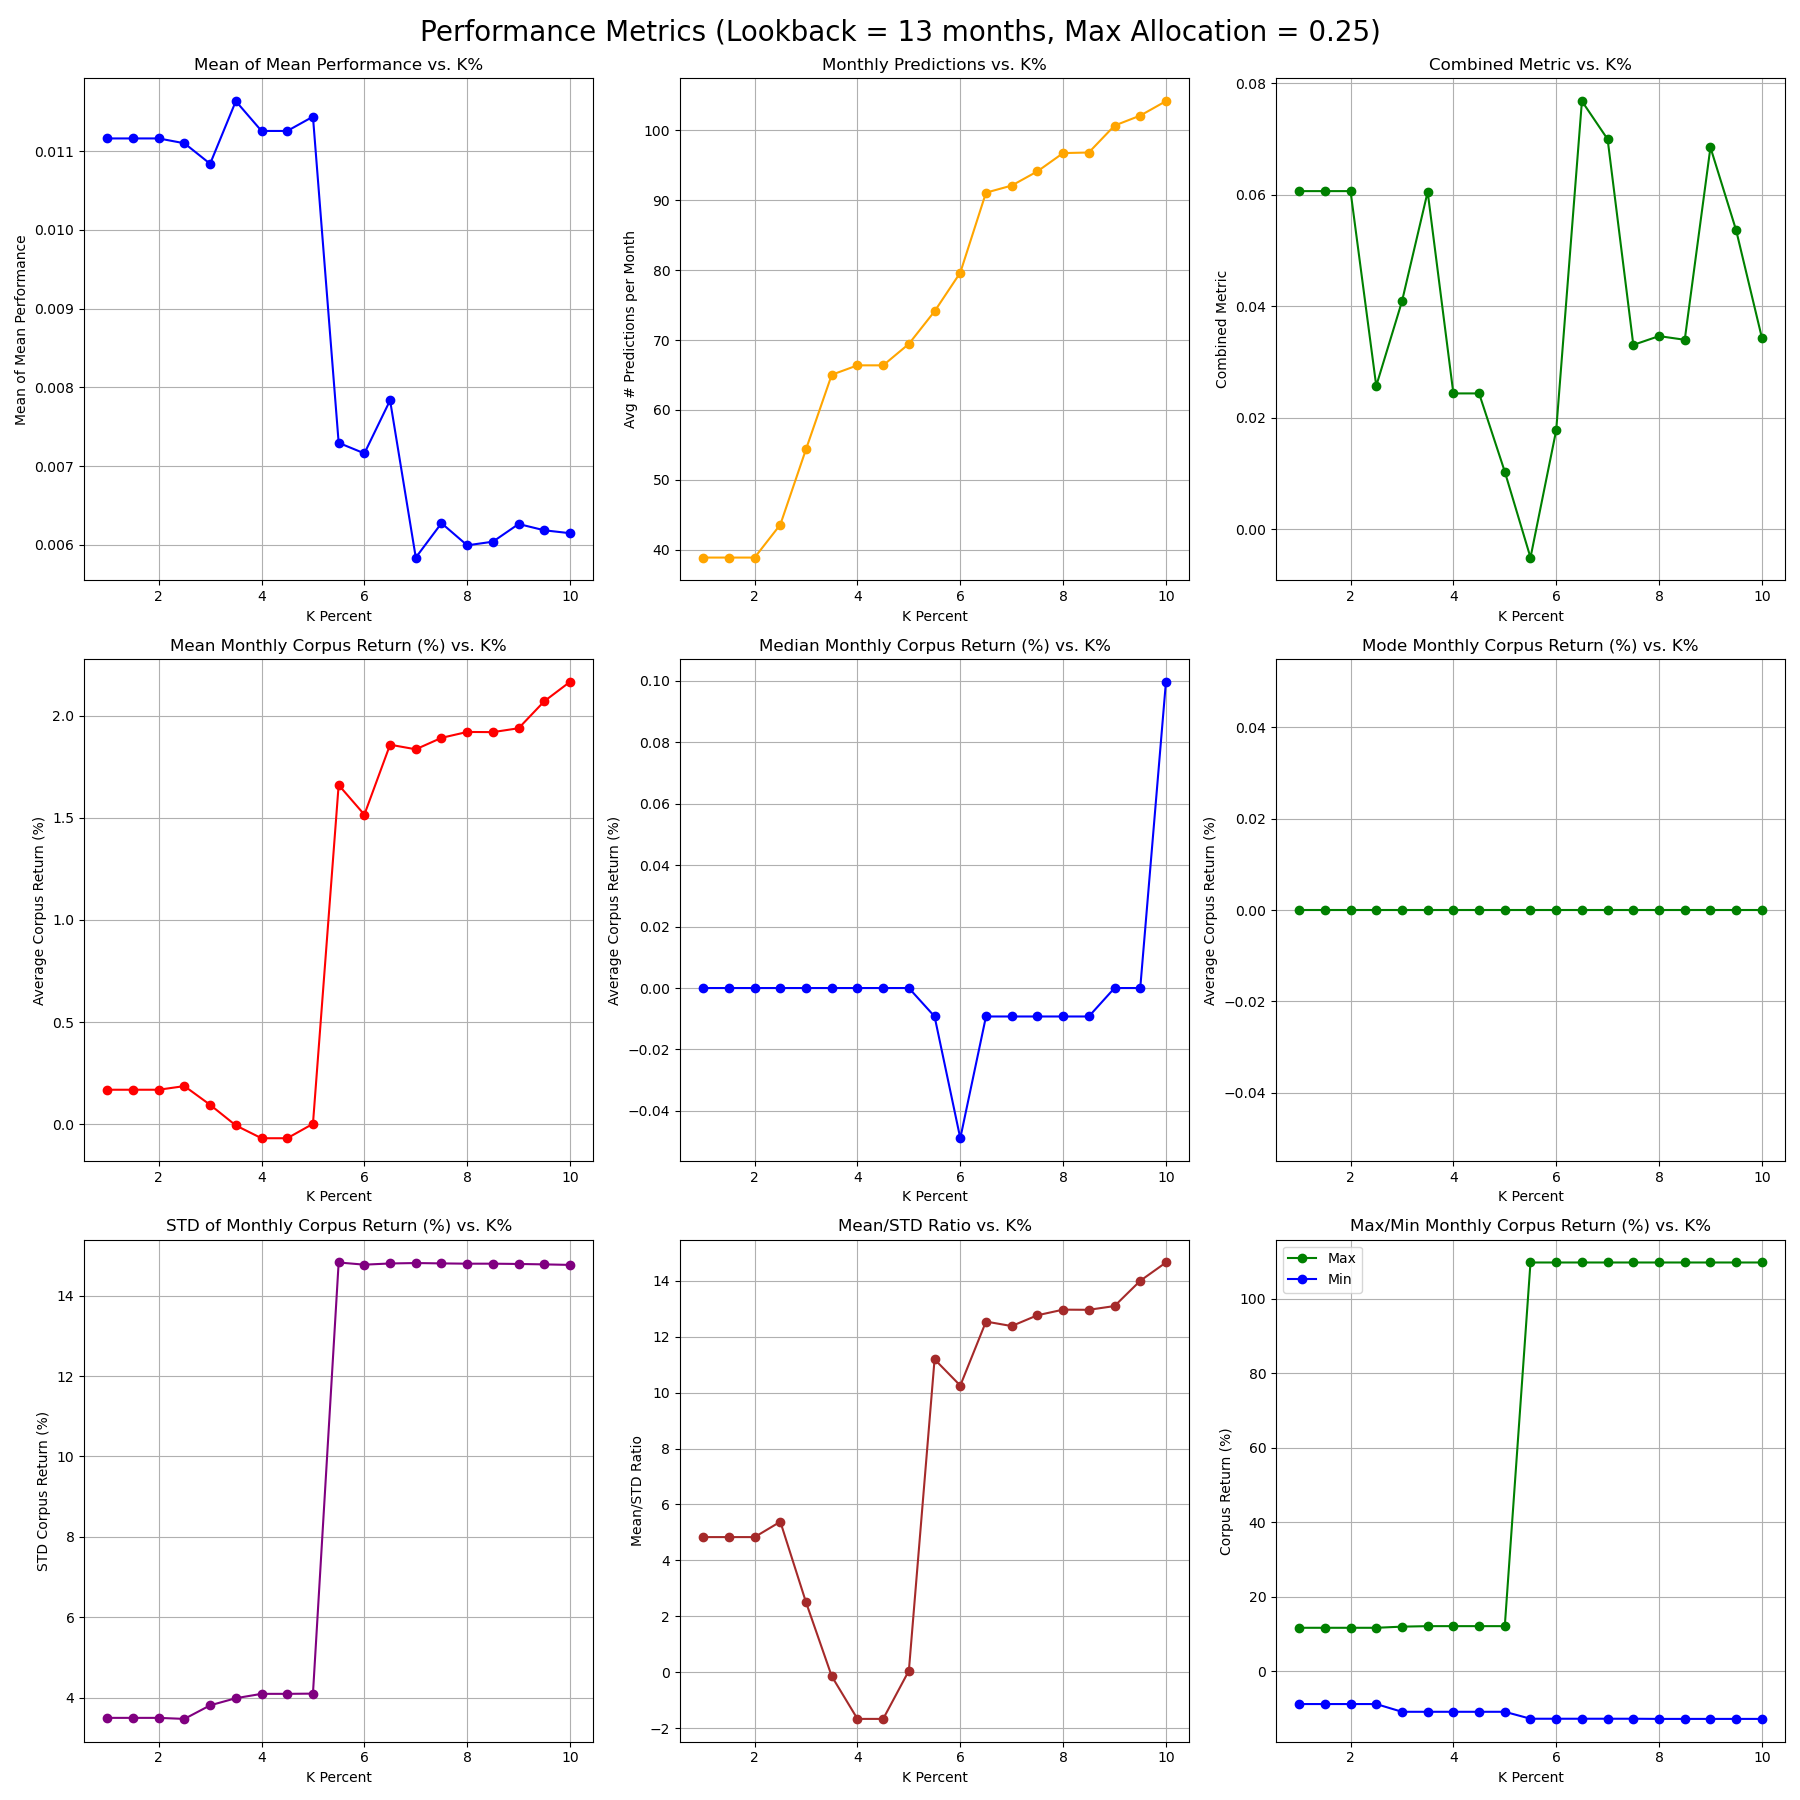 Performance Metrics (Lookback = 13 months, Max Allocation = 0.25)
Mean of Mean Performance vs. K%
Mean of Mean Performance
0.011
0.010
0.009
0.008
0.007
0.006
2 4 6 8 10
K Percent
Monthly Predictions vs. K%
Avg # Predictions per Month
100
90
80
70
60
50
40
2 4 6 8 10
K Percent
Combined Metric vs. K%
Combined Metric
0.08
0.06
0.04
0.02
0.00
2 4 6 8 10
K Percent
Mean Monthly Corpus Return (%) vs. K%
Average Corpus Return (%)
2.0
1.5
1.0
0.5
0.0
2 4 6 8 10
K Percent
Median Monthly Corpus Return (%) vs. K%
Average Corpus Return (%)
0.10
0.08
0.06
0.04
0.02
0.00
−0.02
−0.04
2 4 6 8 10
K Percent
Mode Monthly Corpus Return (%) vs. K%
Average Corpus Return (%)
0.04
0.02
0.00
−0.02
−0.04
2 4 6 8 10
K Percent
STD of Monthly Corpus Return (%) vs. K%
STD Corpus Return (%)
14
12
10
8
6
4
2 4 6 8 10
K Percent
Mean/STD Ratio vs. K%
Mean/STD Ratio
14
12
10
8
6
4
2
0
−2
2 4 6 8 10
K Percent
Max/Min Monthly Corpus Return (%) vs. K%
Max
Min
Corpus Return (%)
100
80
60
40
20
0
2 4 6 8 10
K Percent